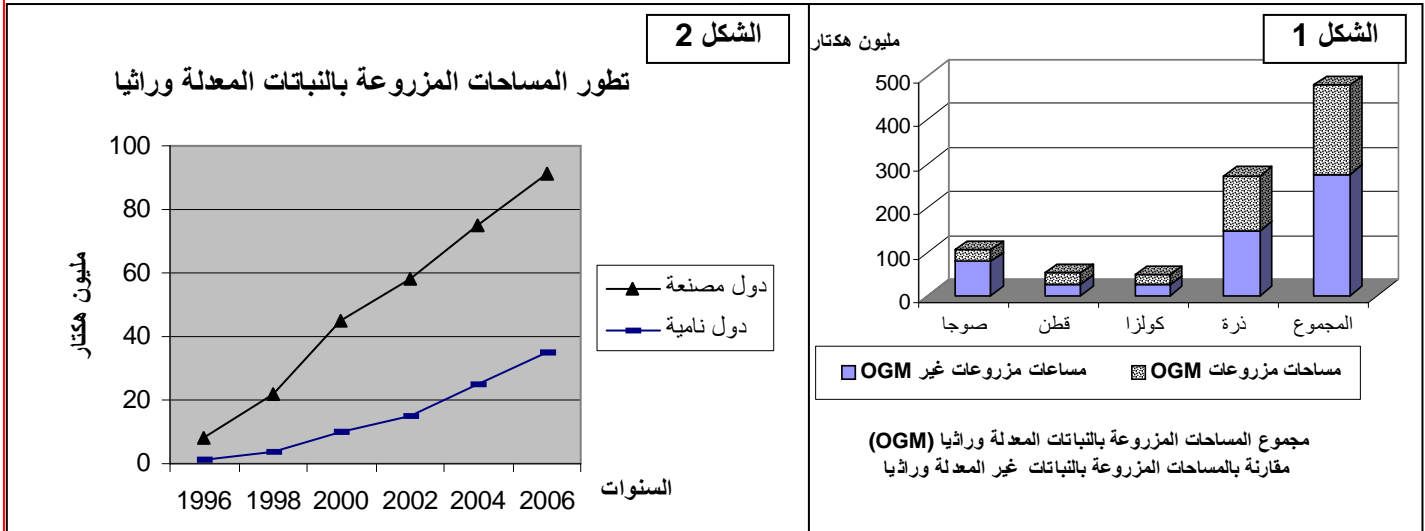 الشكل 1
مليون هكتار
500
400
300
200
100
0
صوجا
قطن
كولزا
ذرة
المجموع
مساحات مزروعات OGM
مساعات مزروعات غير OGM
مجموع المساحات المزروعة بالنباتات المعدلة وراثيا (OGM)
مقارنة بالمساحات المزروعة بالنباتات غير المعدلة وراثيا
الشكل 2
تطور المساحات المزروعة بالنباتات المعدلة وراثيا
مليون هكتار
100
80
60
40
20
0
1996 1998 2000 2002 2004 2006
السنوات
دول مصنعة
دول نامية